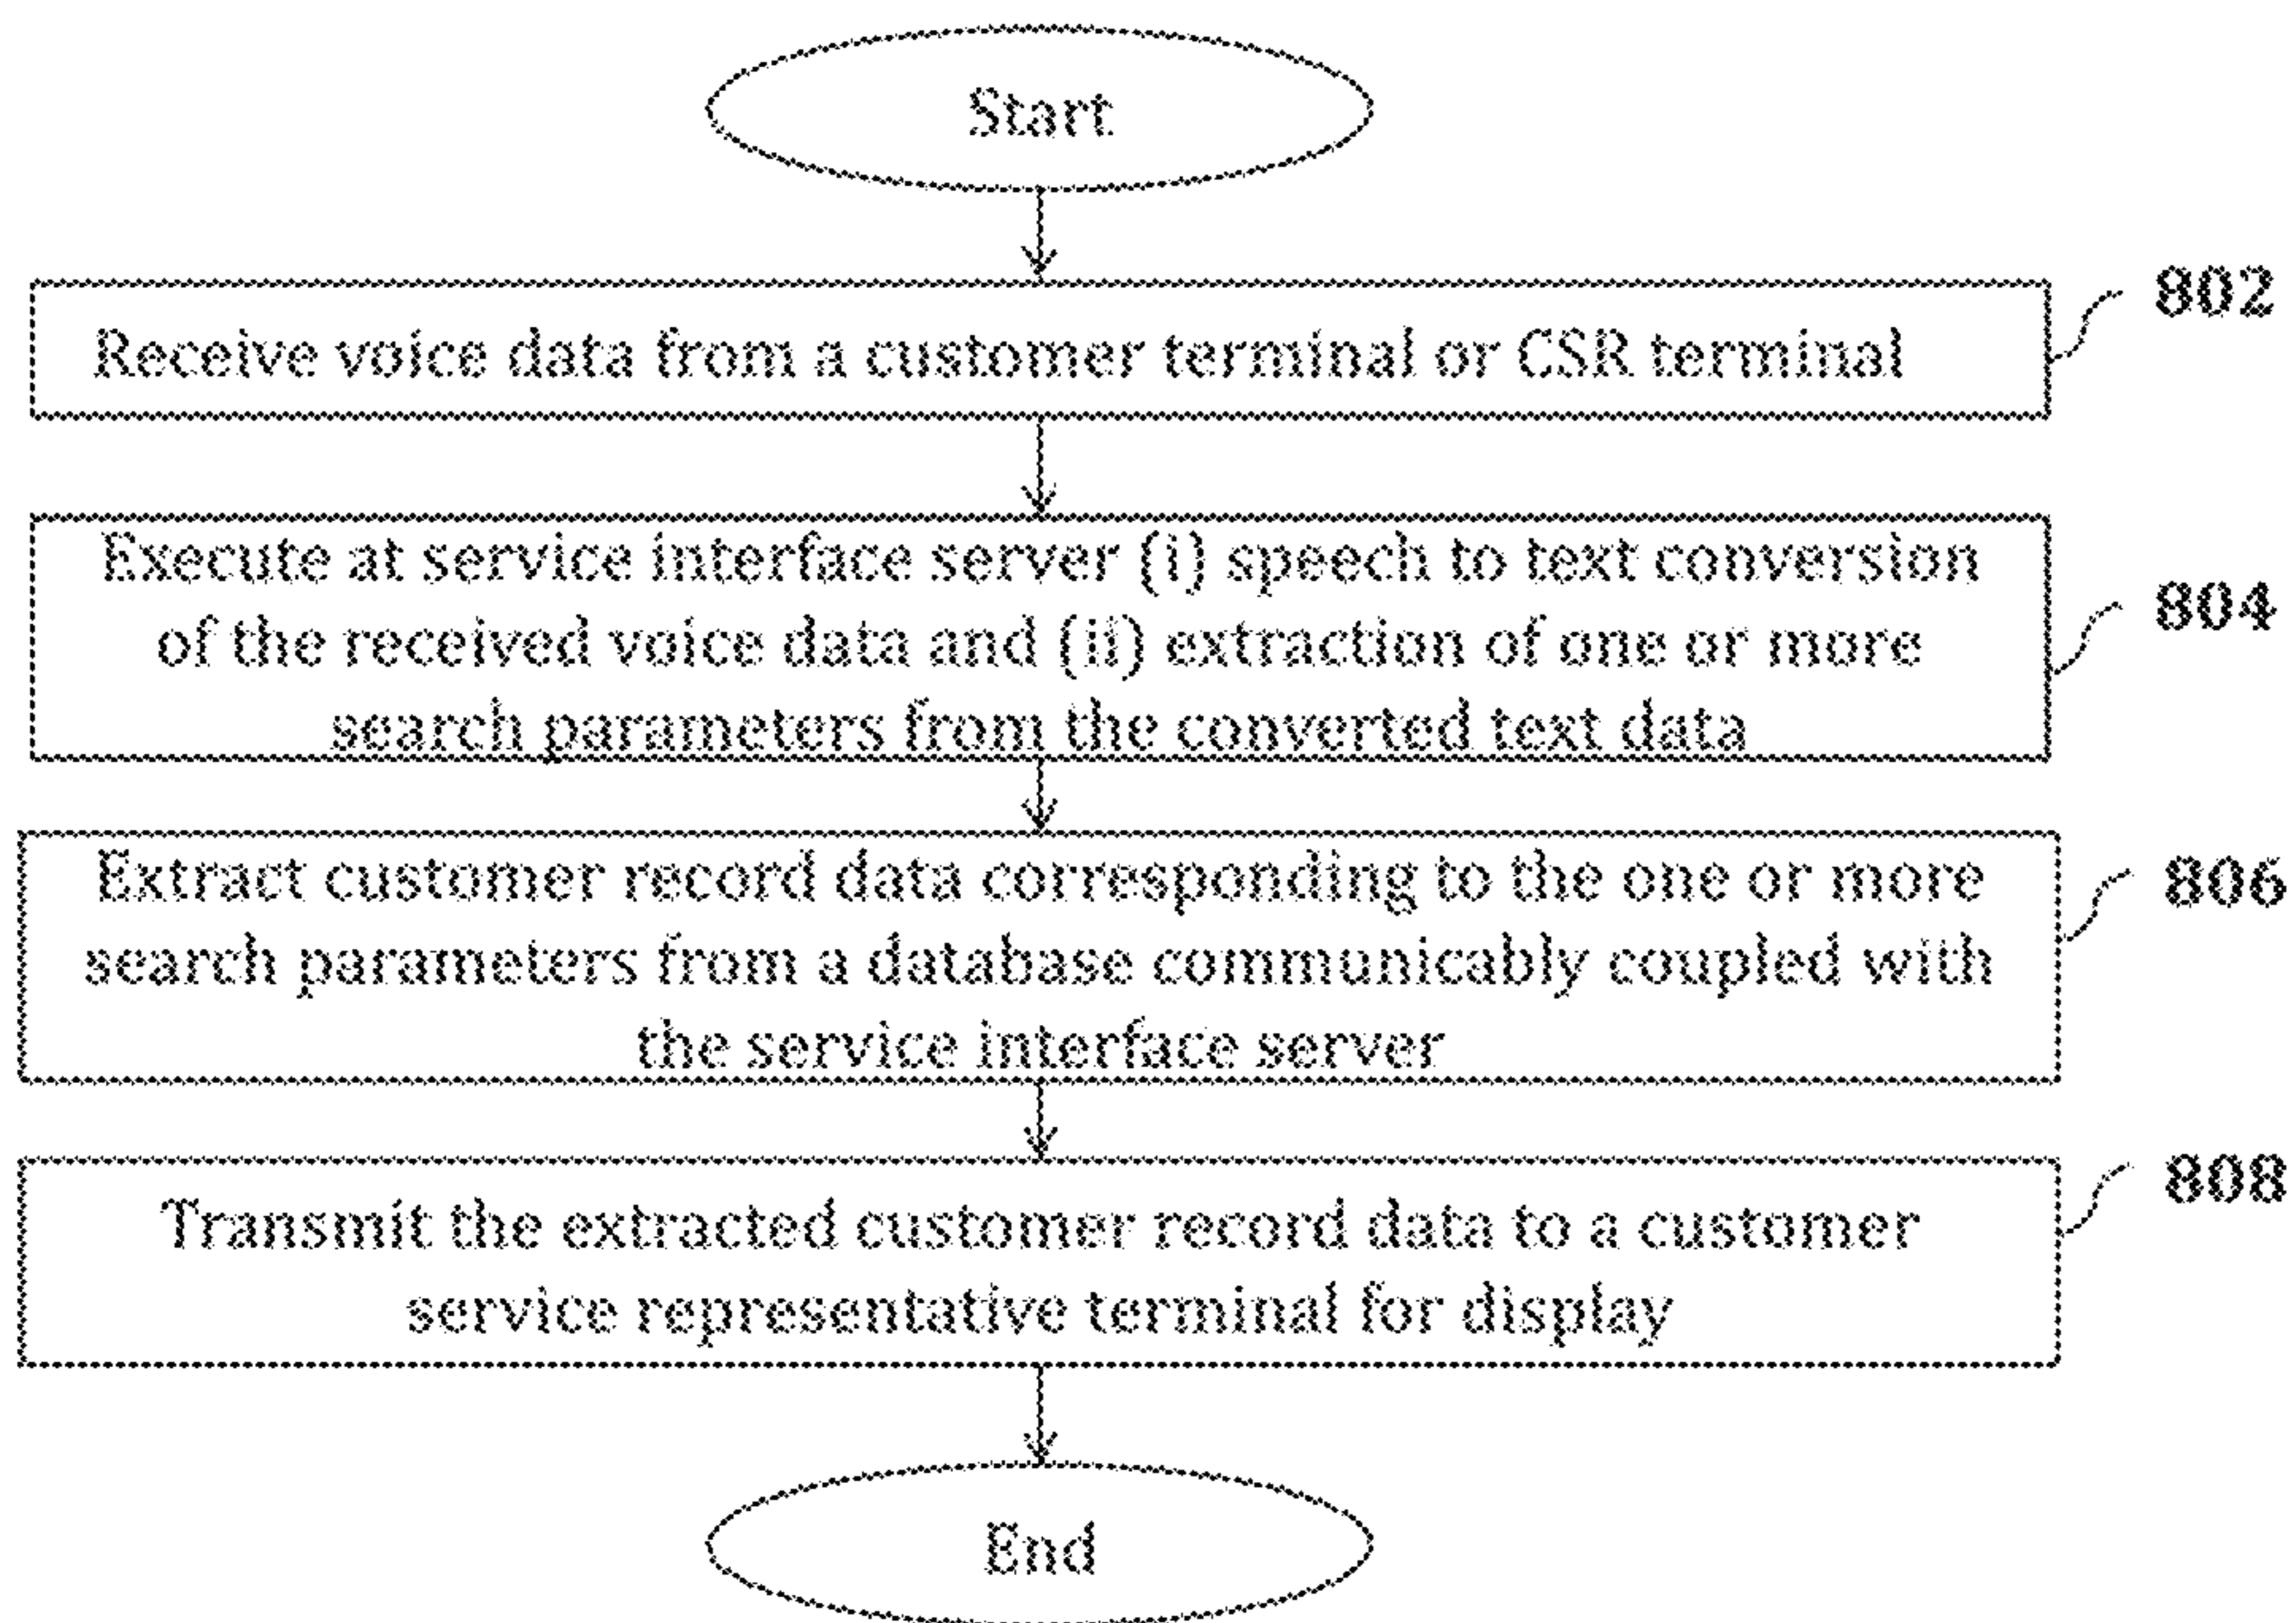 Start
802
Receive voice data from a customer terminal or CSR terminal
Execute at service interface server (i) speech to text conversion
804
of the received voice data and (ii) extraction of one or more
search parameters from the converted text data
Extract customer record data corresponding to the one or more
806
search parameters from a database communicably coupled with
the service interface server
808
Transmit the extracted customer record data to a customer
service representative terminal for display
End